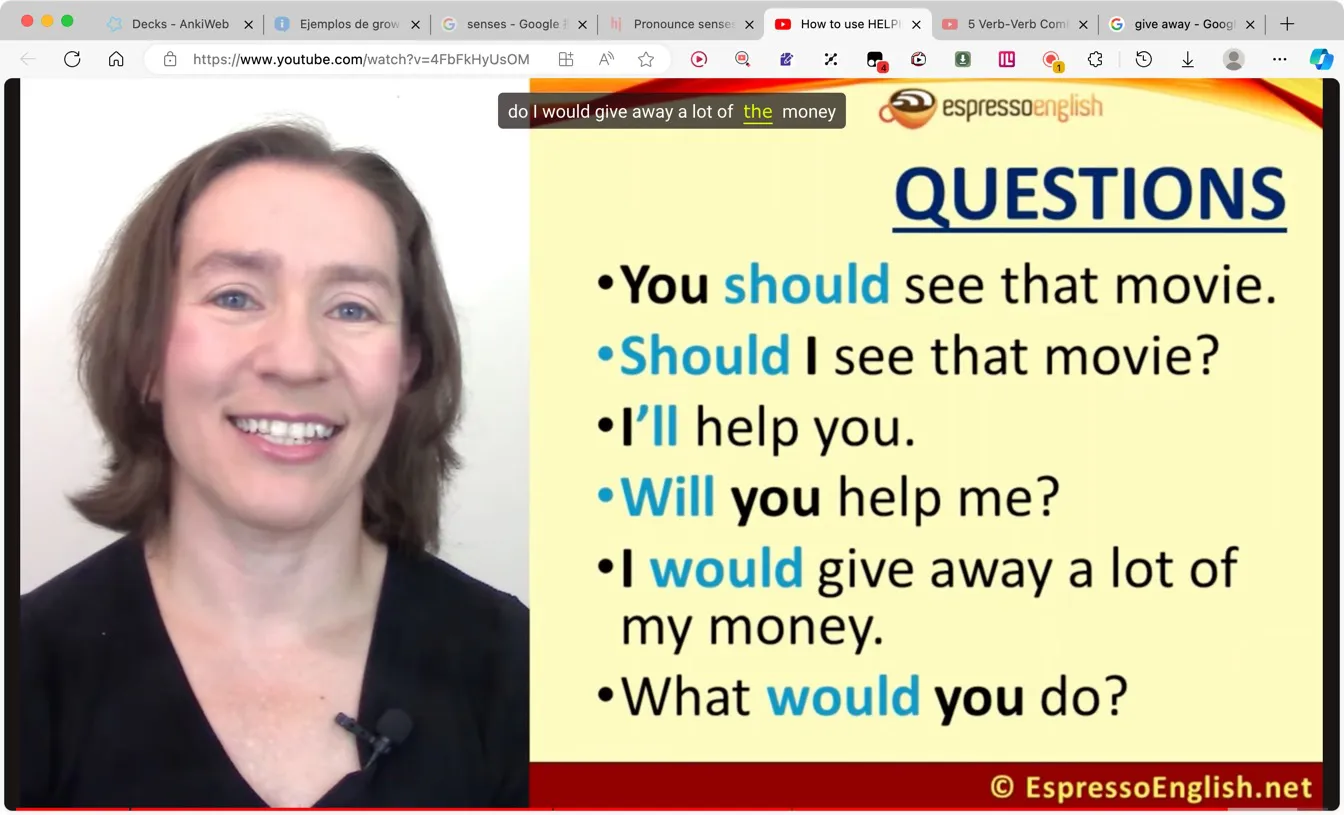 Decks - AnkiWeb
Ejemplos de grow
senses - Google
Pronounce senses
How to use HELP
5 Verb-Verb Com
give away - Goog
https://www.youtube.com/watch?v=4FbFkHyUsOM
4
1
do I would give away a lot of the money
espressoenglish
QUESTIONS
•You should see that movie.
•Should I see that movie?
•I'll help you.
•Will you help me?
•I would give away a lot of
my money.
•What would you do?
© EspressoEnglish.net